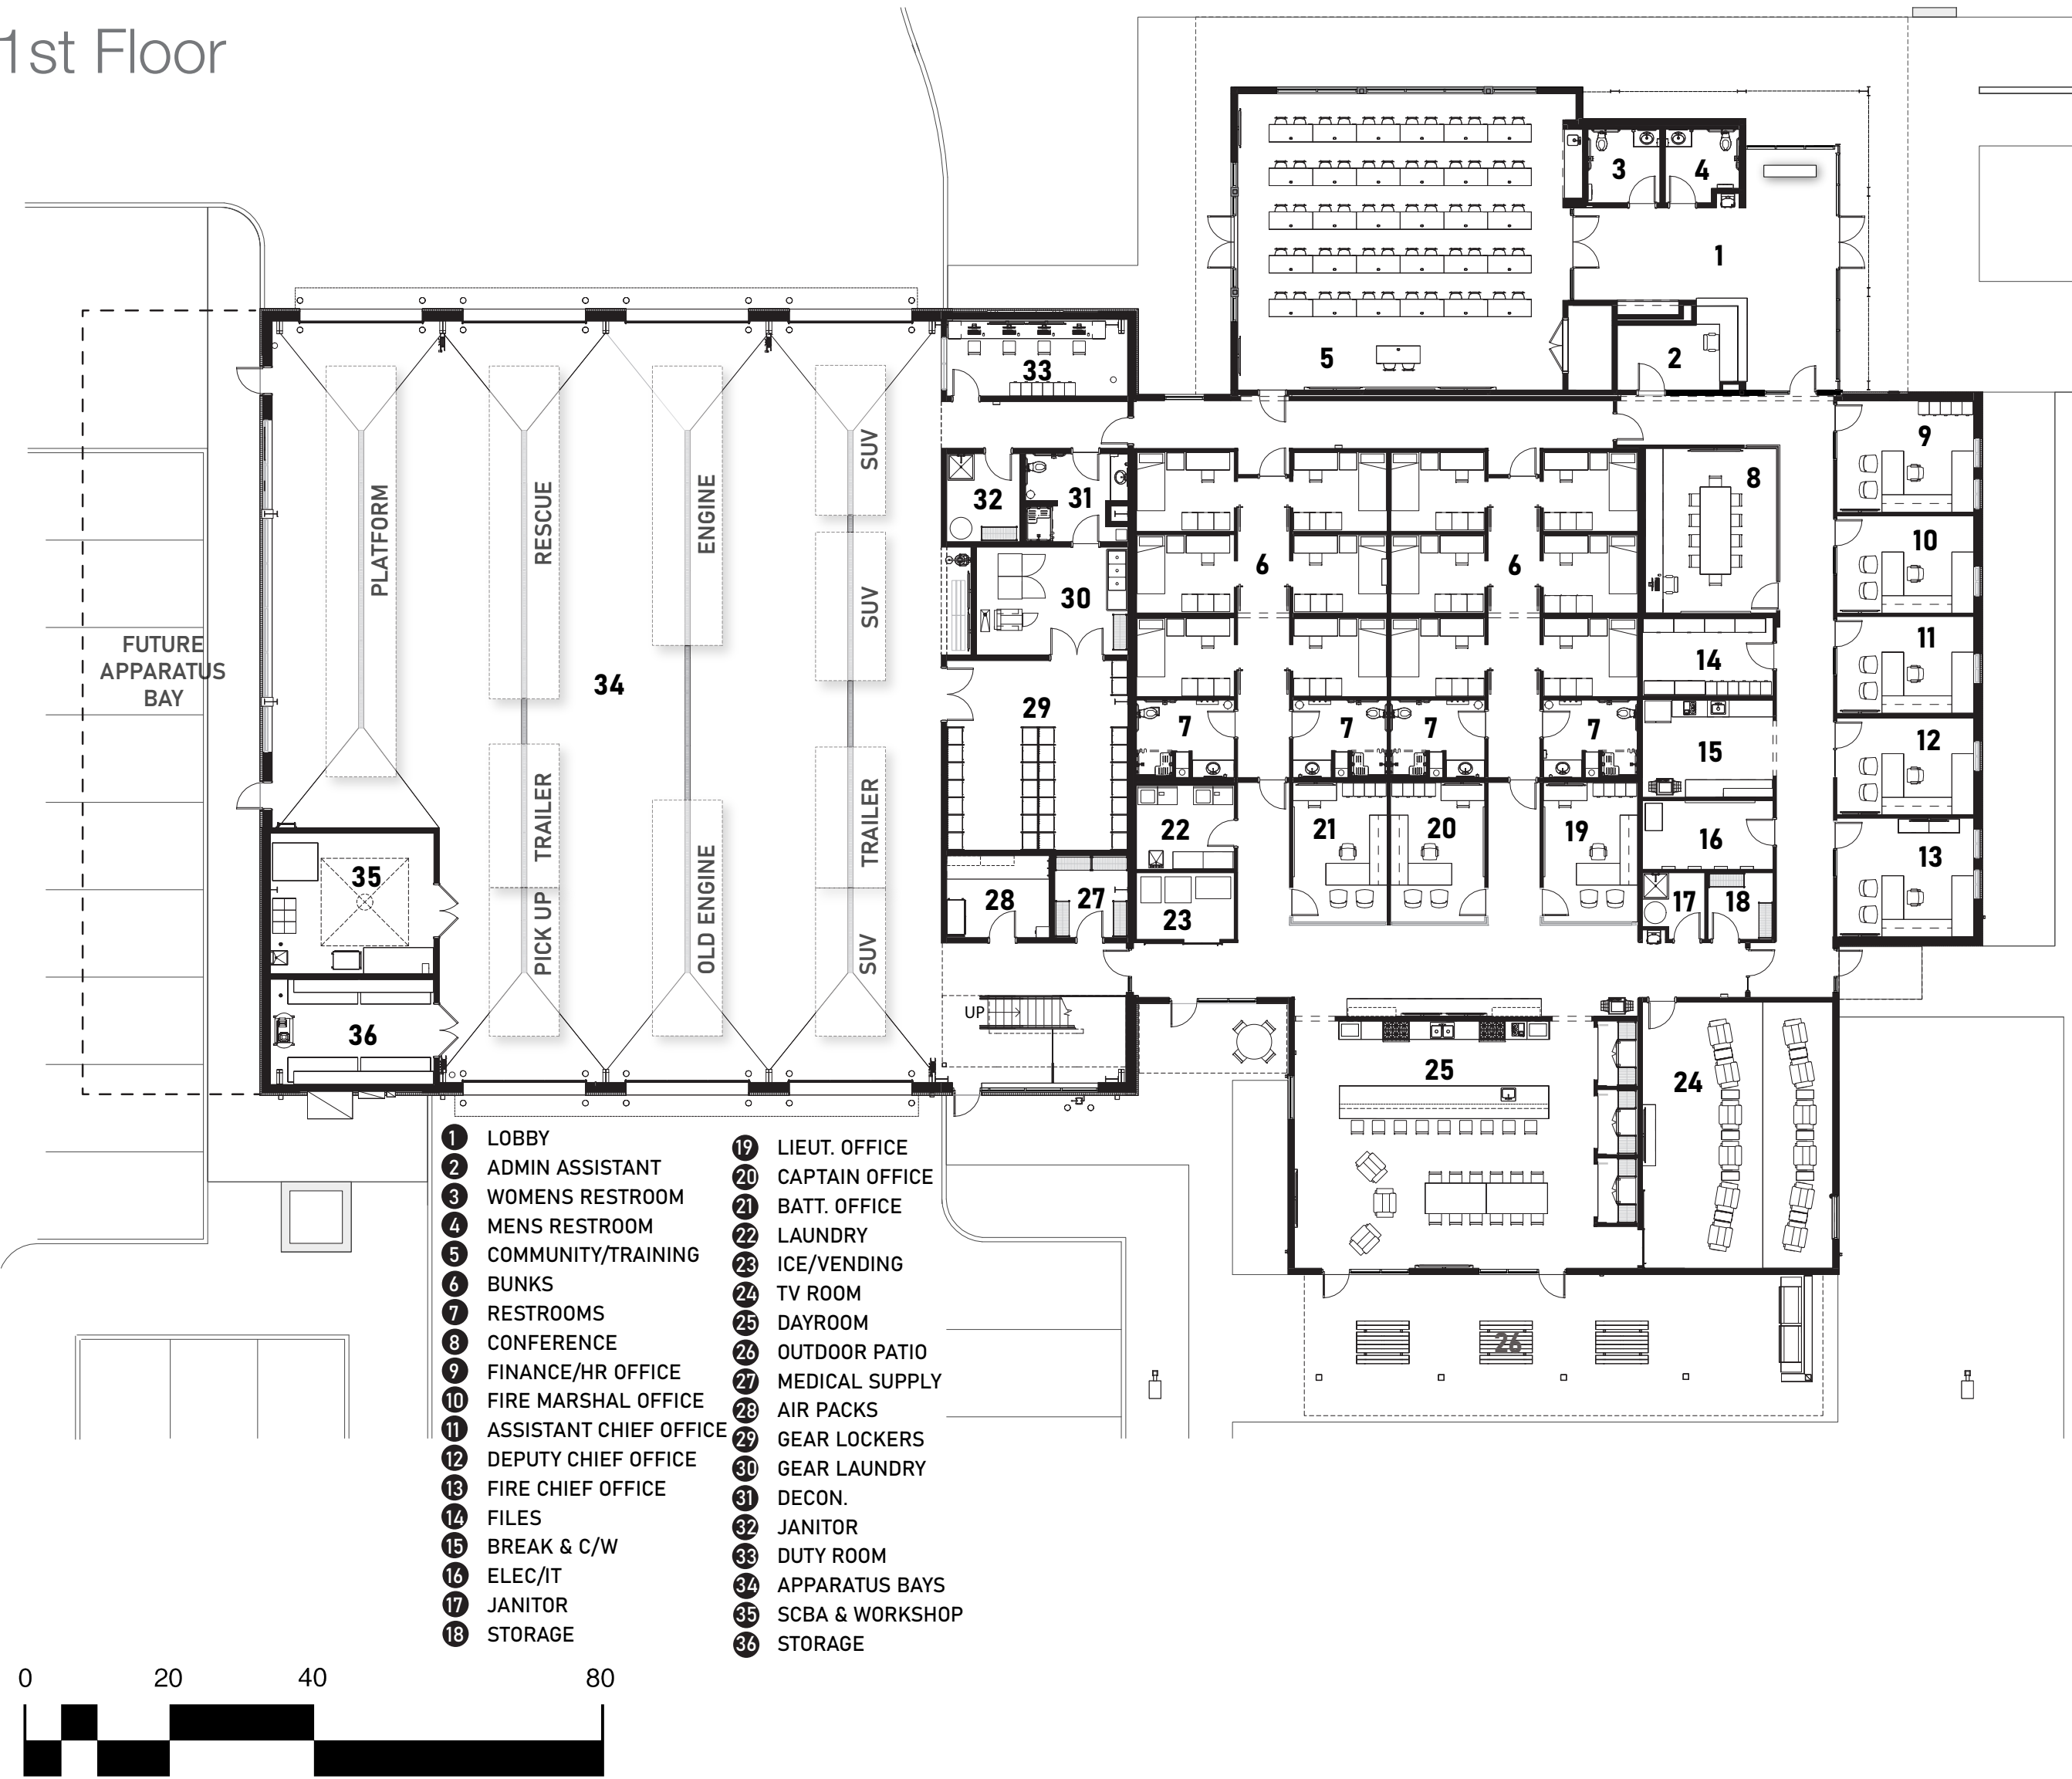 1st Floor
3
4
1
5
2
33
9
8
32
31
10
6
6
30
11
14
7
7
7
7
15
12
29
34
22
21
20
19
16
13
28
27
23
17
18
35
36
25
24
26
PLATFORM
RESCUE
ENGINE
SUV
SUV
TRAILER
TRAILER
PICK UP
OLD ENGINE
SUV
FUTURE
APPARATUS
BAY
UP
1 LOBBY
2 ADMIN ASSISTANT
3 WOMENS RESTROOM
4 MENS RESTROOM
5 COMMUNITY/TRAINING
6 BUNKS
7 RESTROOMS
8 CONFERENCE
9 FINANCE/HR OFFICE
10 FIRE MARSHAL OFFICE
11 ASSISTANT CHIEF OFFICE
12 DEPUTY CHIEF OFFICE
13 FIRE CHIEF OFFICE
14 FILES
15 BREAK & C/W
16 ELEC/IT
17 JANITOR
18 STORAGE
19 LIEUT. OFFICE
20 CAPTAIN OFFICE
21 BATT. OFFICE
22 LAUNDRY
23 ICE/VENDING
24 TV ROOM
25 DAYROOM
26 OUTDOOR PATIO
27 MEDICAL SUPPLY
28 AIR PACKS
29 GEAR LOCKERS
30 GEAR LAUNDRY
31 DECON.
32 JANITOR
33 DUTY ROOM
34 APPARATUS BAYS
35 SCBA & WORKSHOP
36 STORAGE
0 20 40 80